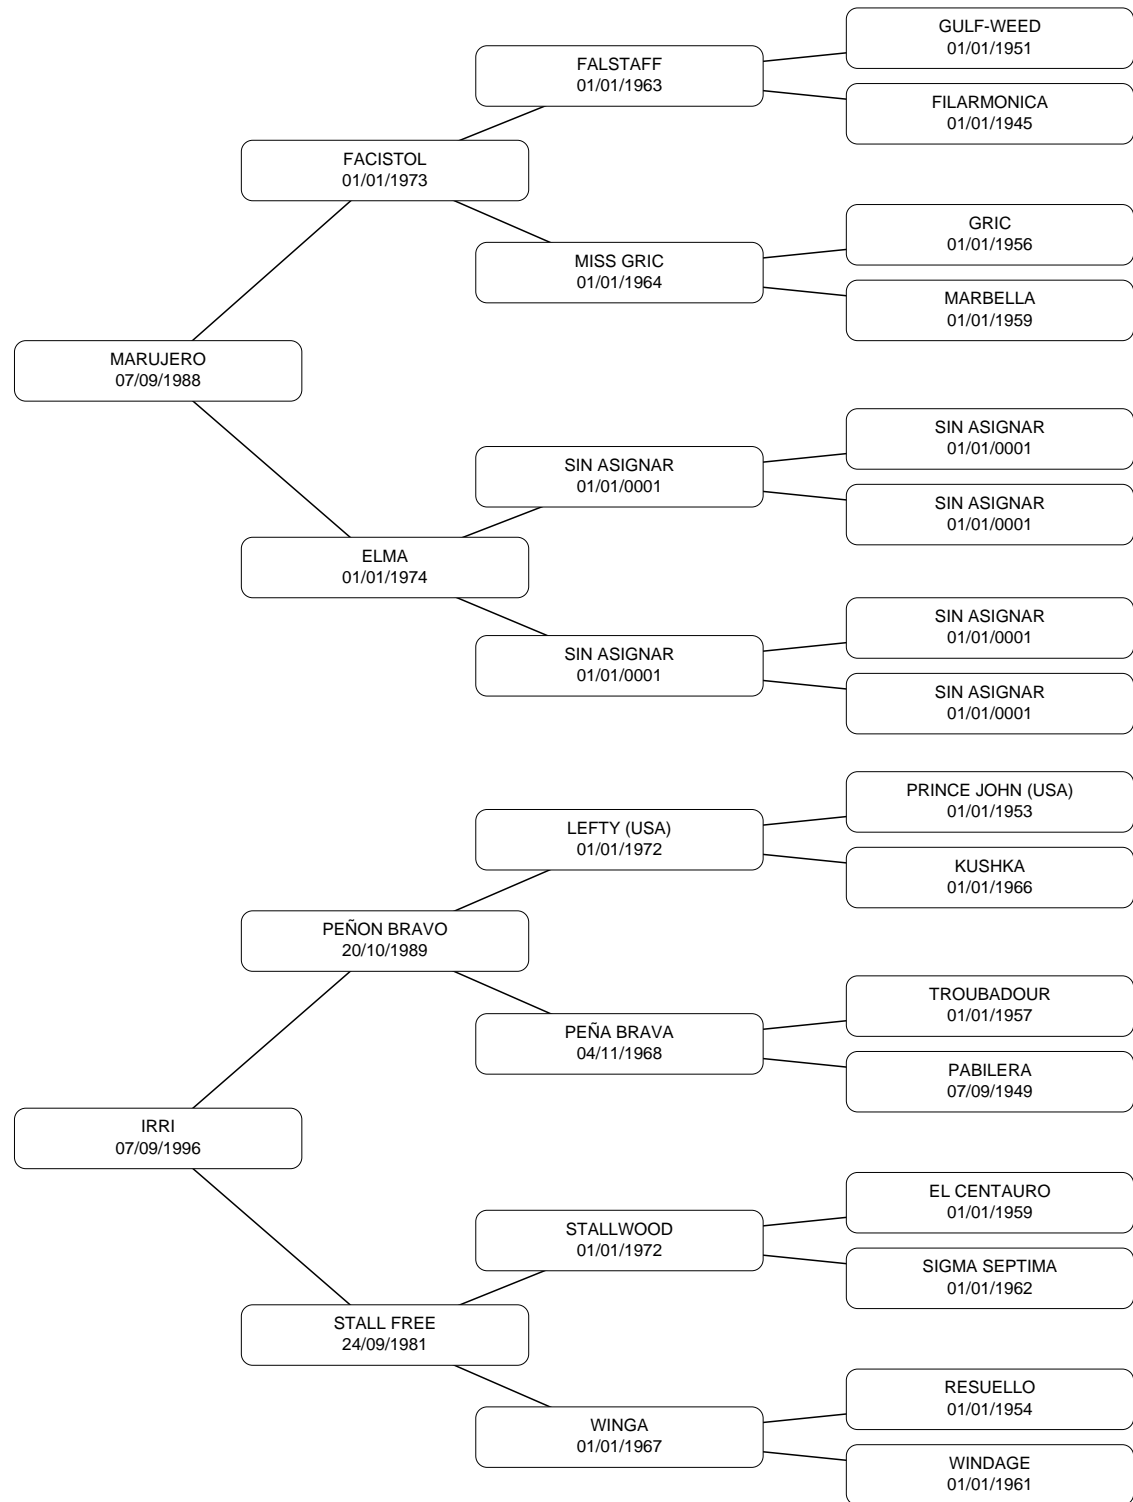 GULF-WEED
01/01/1951
FALSTAFF
01/01/1963
FILARMONICA
01/01/1945
FACISTOL
01/01/1973
GRIC
01/01/1956
MISS GRIC
01/01/1964
MARBELLA
01/01/1959
MARUJERO
07/09/1988
SIN ASIGNAR
01/01/0001
SIN ASIGNAR
01/01/0001
SIN ASIGNAR
01/01/0001
ELMA
01/01/1974
SIN ASIGNAR
01/01/0001
SIN ASIGNAR
01/01/0001
SIN ASIGNAR
01/01/0001
PRINCE JOHN (USA)
01/01/1953
LEFTY (USA)
01/01/1972
KUSHKA
01/01/1966
PEÑON BRAVO
20/10/1989
TROUBADOUR
01/01/1957
PEÑA BRAVA
04/11/1968
PABILERA
07/09/1949
IRRI
07/09/1996
EL CENTAURO
01/01/1959
STALLWOOD
01/01/1972
SIGMA SEPTIMA
01/01/1962
STALL FREE
24/09/1981
RESUELLO
01/01/1954
WINGA
01/01/1967
WINDAGE
01/01/1961